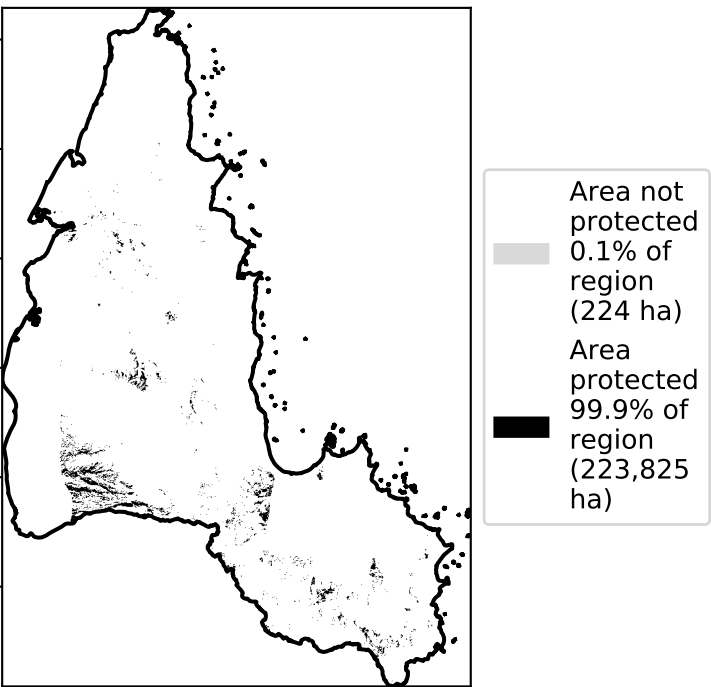 Area not
protected
0.1% of
region
(224 ha)
Area
protected
99.9% of
region
(223,825
ha)